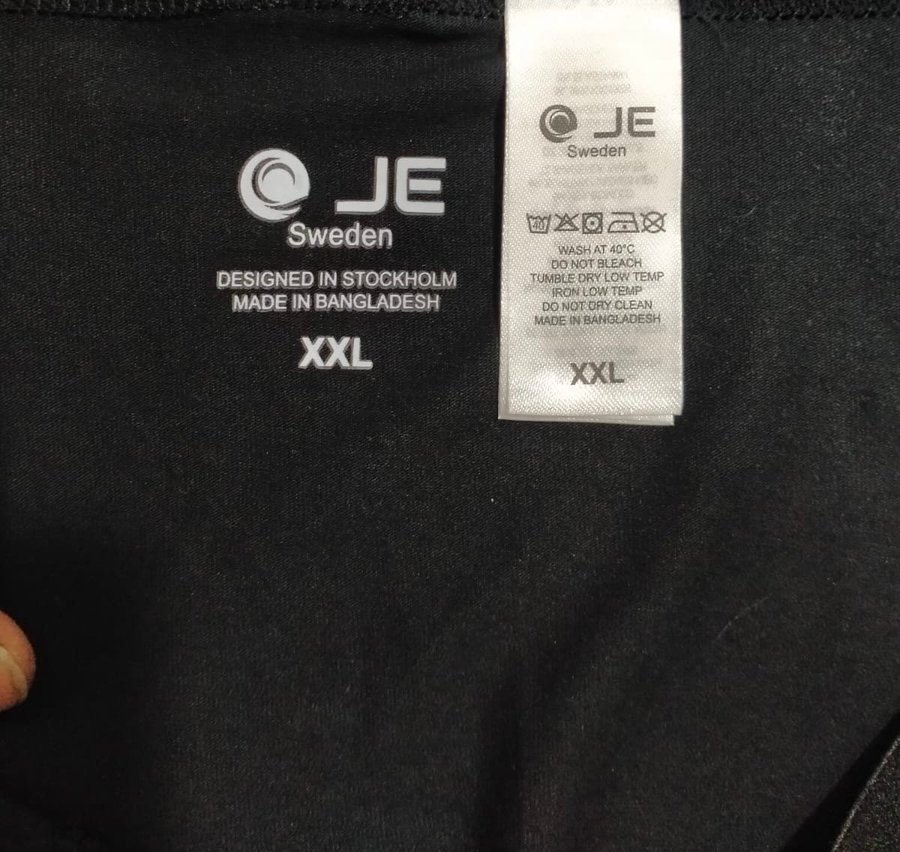 JE
Sweden
DESIGNED IN STOCKHOLM
MADE IN BANGLADESH
XXL
JE
Sweden
40
WASH AT 40°C
DO NOT BLEACH
TUMBLE DRY LOW TEMP
IRON LOW TEMP
DO NOT DRY CLEAN
MADE IN BANGLADESH
XXL